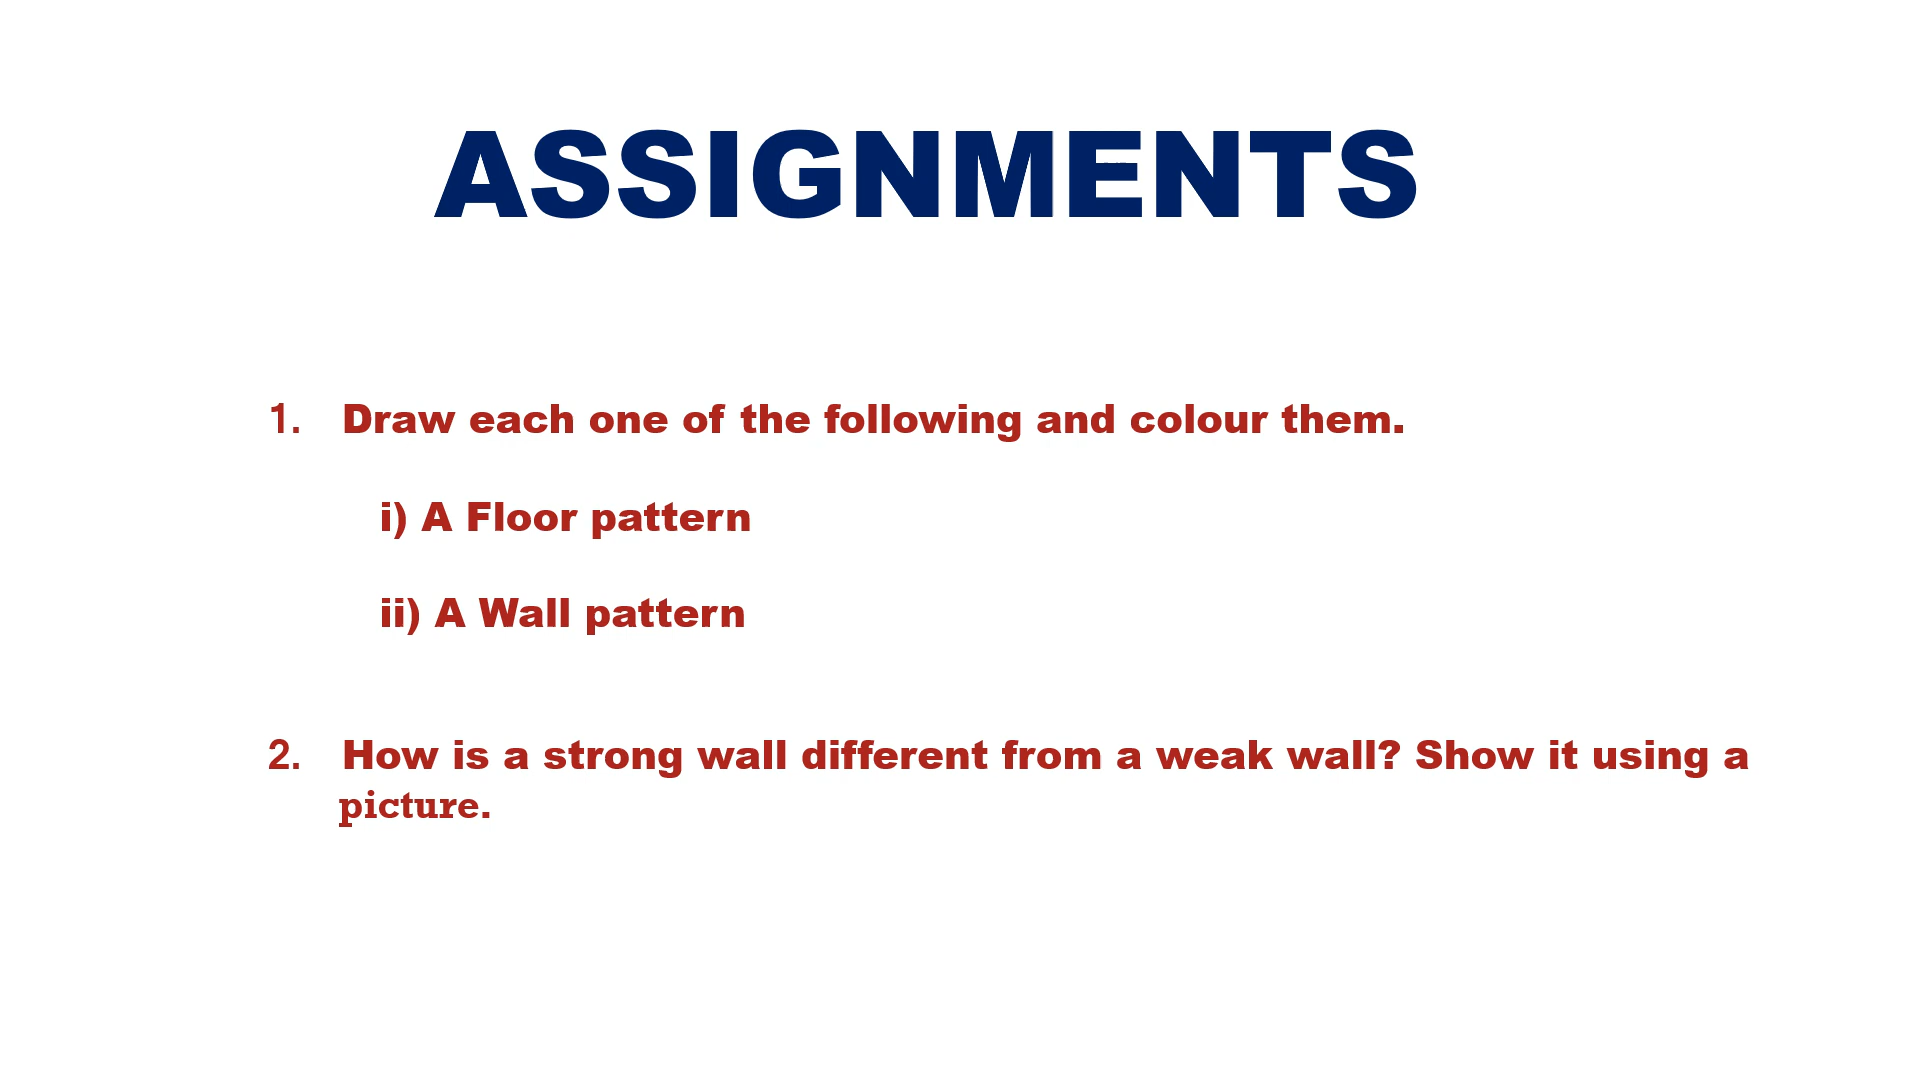 ASSIGNMENTS
1. Draw each one of the following and colour them.
i) A Floor pattern
ii) A Wall pattern
2. How is a strong wall different from a weak wall? Show it using a
picture.